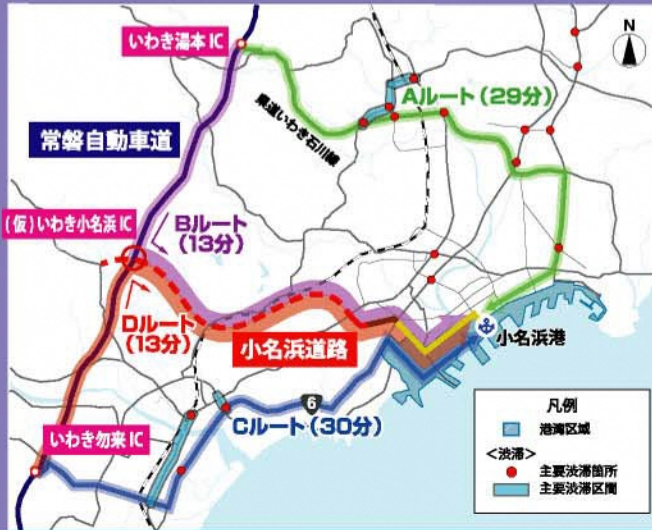 いわき湯本IC
N
Aルート(29分)
県道いわき石川線
常磐自動車道
(仮)いわき小名浜IC
Bルート
(13分)
Dルート
(13分)
小名浜道路
小名浜港
6
Cルート(30分)
いわき勿来IC
凡例
港湾区域
<渋滞>
主要渋滞箇所
主要渋滞区間